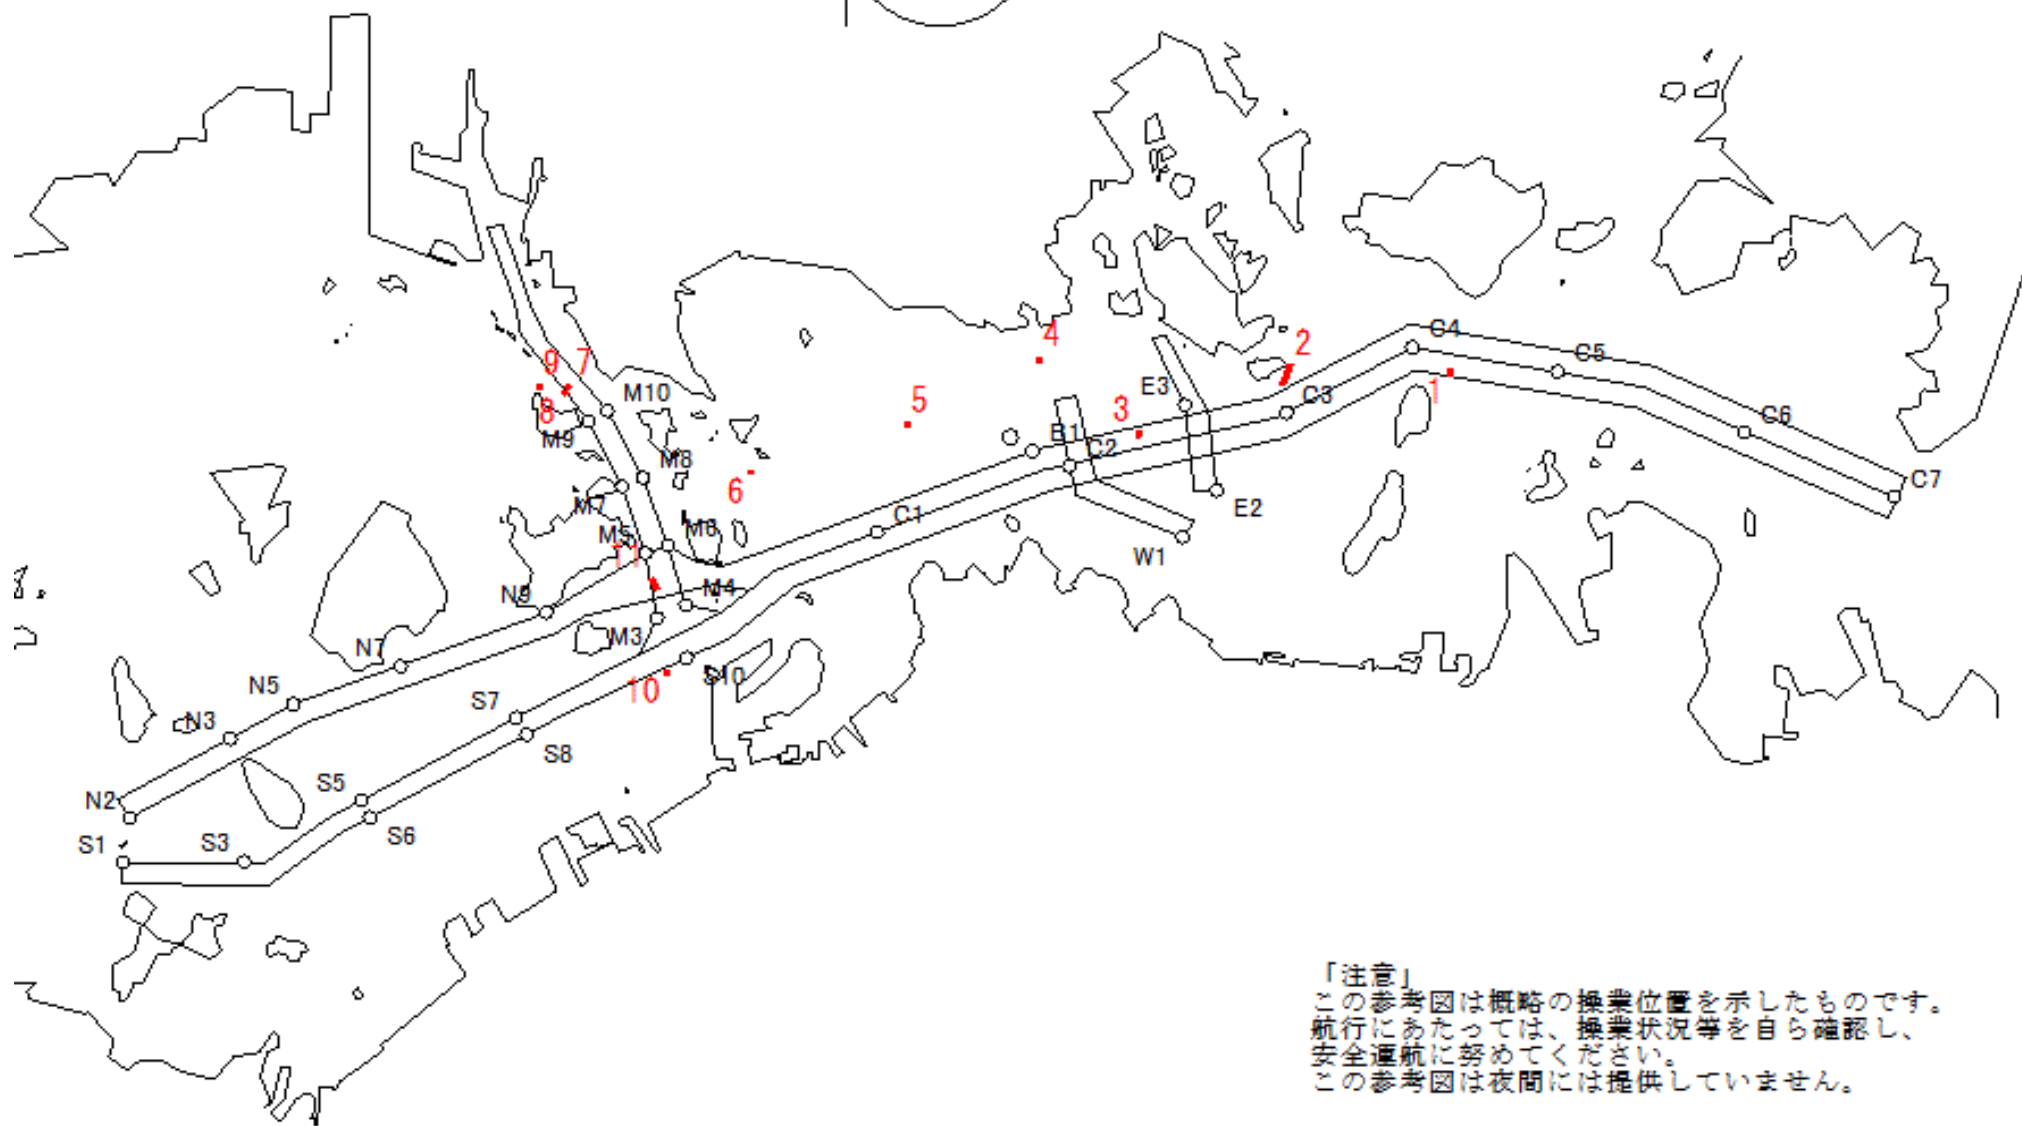 C4
2
4
C5
9
7
1
E3
M10
C6
5
3
8
M9
B1
C2
C3
M8
6
C7
M7
E2
M5
M6
C1
11
W1
N9
M4
M3
N7
S10
10
N5
S7
N3
S8
S5
N2
S6
S1
S3
「注意」
この参考図は概略の操業位置を示したものです。
航行にあたっては、操業状況等を自ら確認し、
安全運航に努めてください。
この参考図は夜間には提供していません。